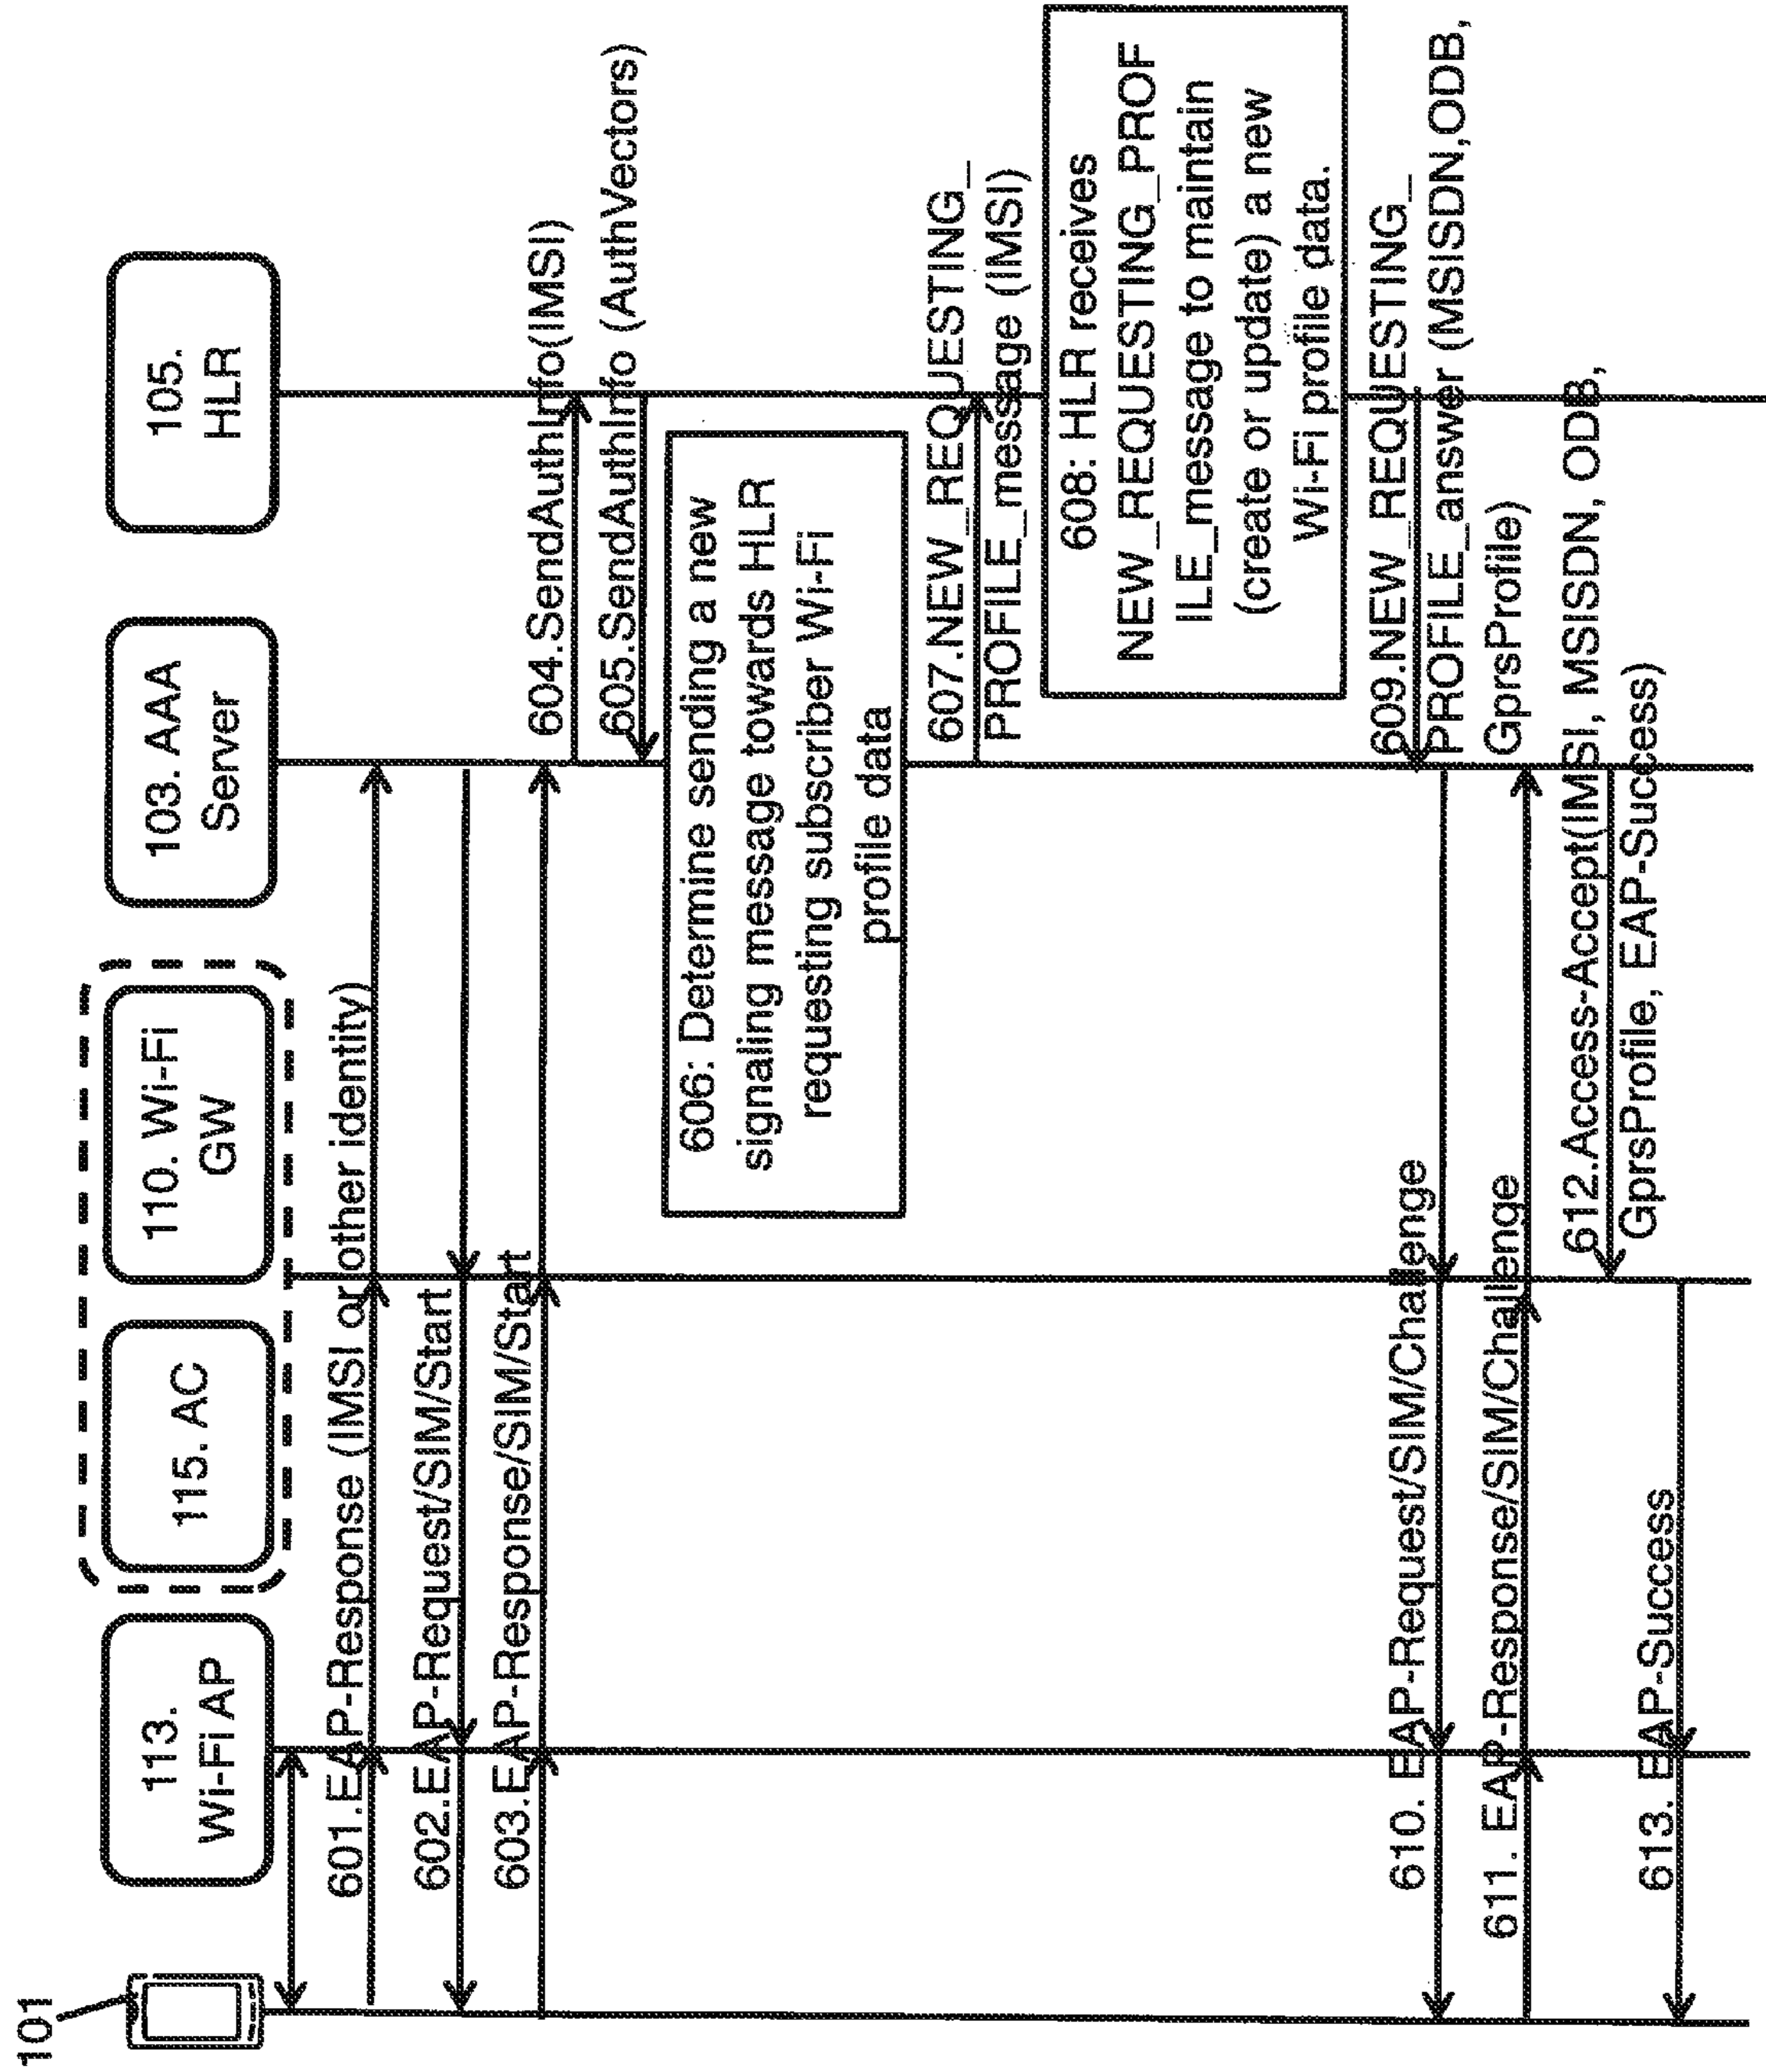 101
113.
Wi-Fi AP
115. AC
110. Wi-Fi
GW
103. AAA
Server
105.
HLR
601.EAP-Response (IMSI or other identity)
602.EAP-Request/SIM/Start
603.EAP-Response/SIM/Start
604.SendAuthInfo(IMSI)
605.SendAuthInfo (AuthVectors)
606: Determine sending a new
signaling message towards HLR
requesting subscriber Wi-Fi
profile data
607.NEW_REQUESTING_
PROFILE_message (IMSI)
608: HLR receives
NEW_REQUESTING_PROF
ILE_message to maintain
(create or update) a new
Wi-Fi profile data.
609.NEW_REQUESTING_
PROFILE_answer (MSISDN,ODB,
GprsProfile)
610. EAP-Request/SIM/Challenge
611. EAP-Response/SIM/Challenge
612.Access-Accept(IMSI, MSISDN, ODB,
GprsProfile, EAP-Success)
613. EAP-Success